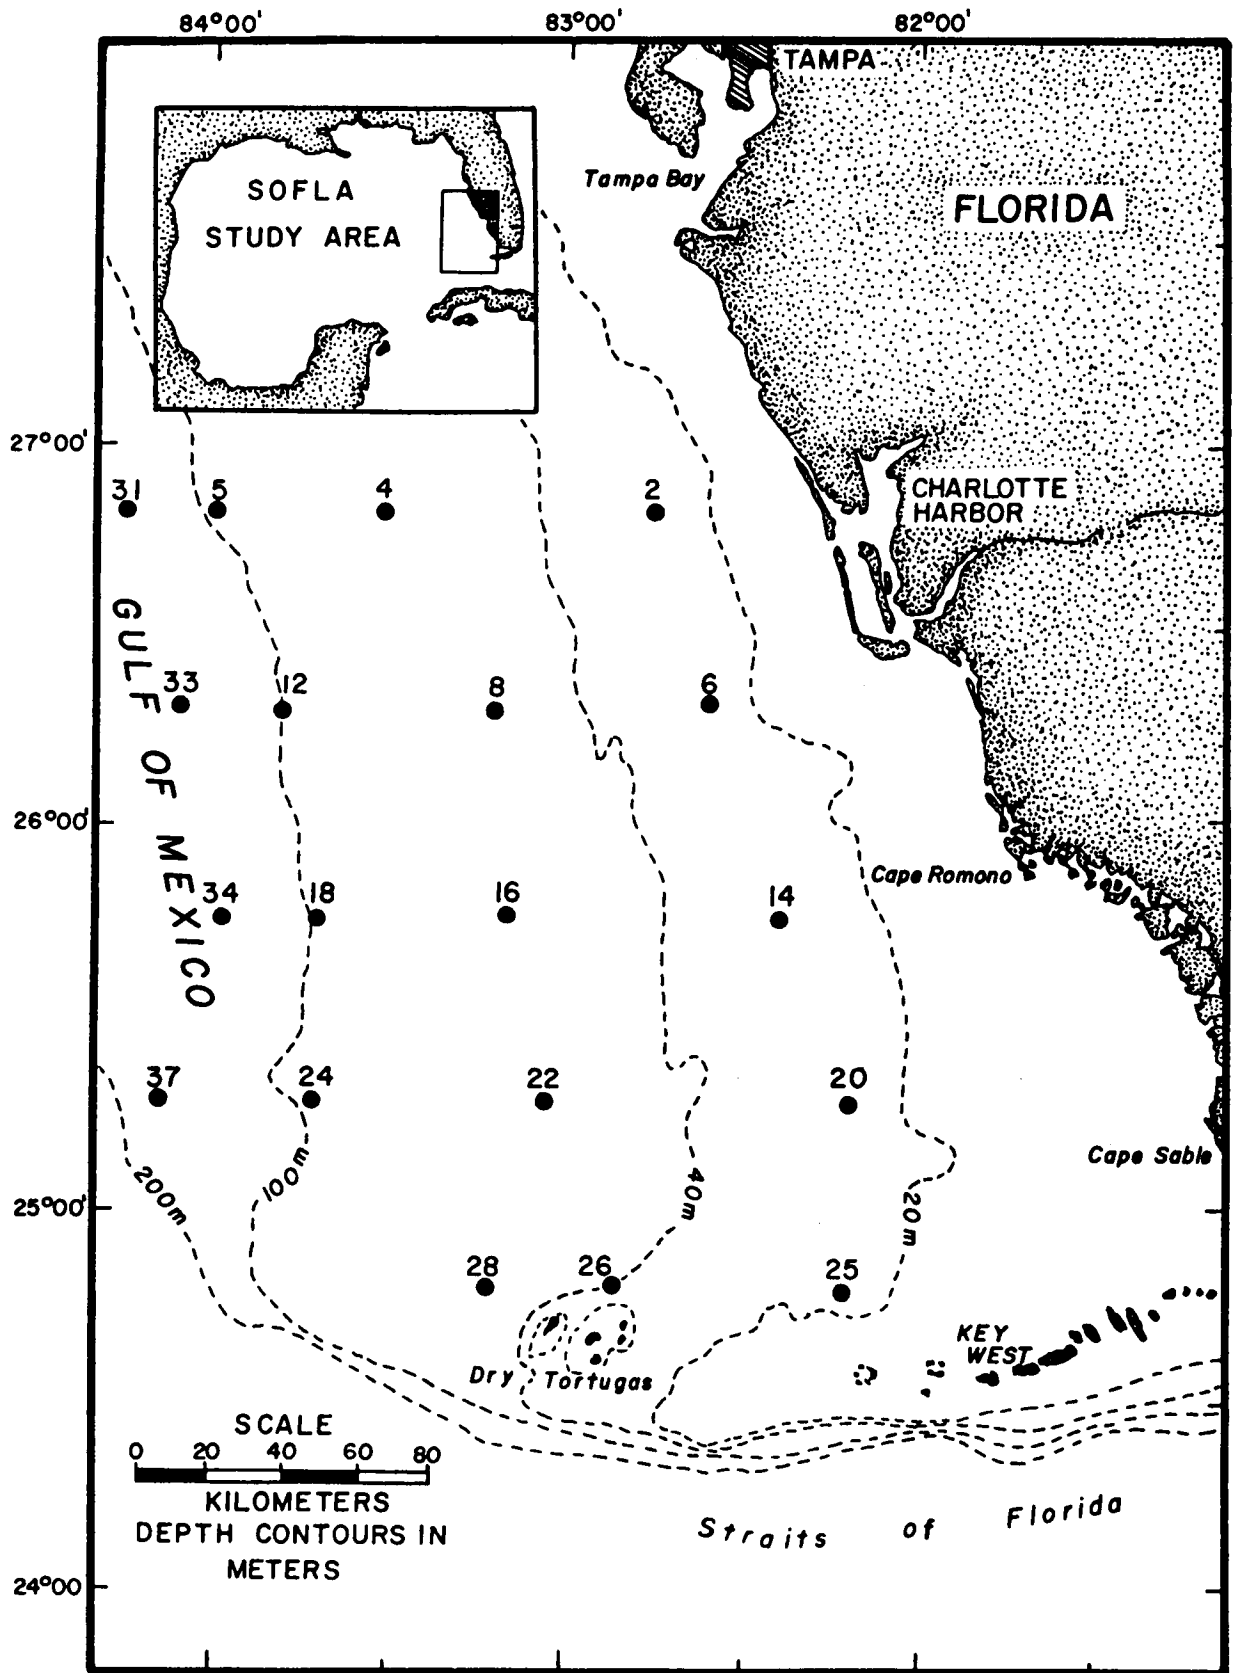 84°00' 83°00' 82°00'
TAMPA
SOFLA
STUDY AREA
Tampa Bay
FLORIDA
27°00'
CHARLOTTE
HARBOR
31 5 4 2
GULF OF MEXICO
33 12 8 6
26°00'
Cape Romono
34 18 16 14
37 24 22 20
Cape Sable
200m 100m 40m 20m
25°00'
28 26 25
KEY
WEST
Dry Tortugas
SCALE
0 20 40 60 80
KILOMETERS
DEPTH CONTOURS IN
METERS
Straits of Florida
24°00'